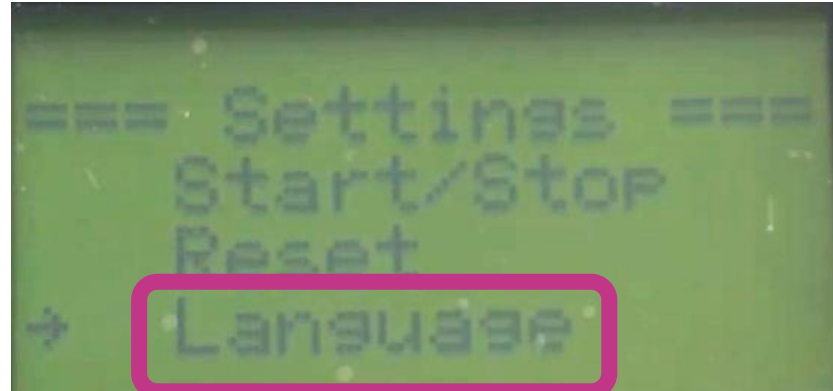 === Settings ===
Start/Stop
Reset
→ Language